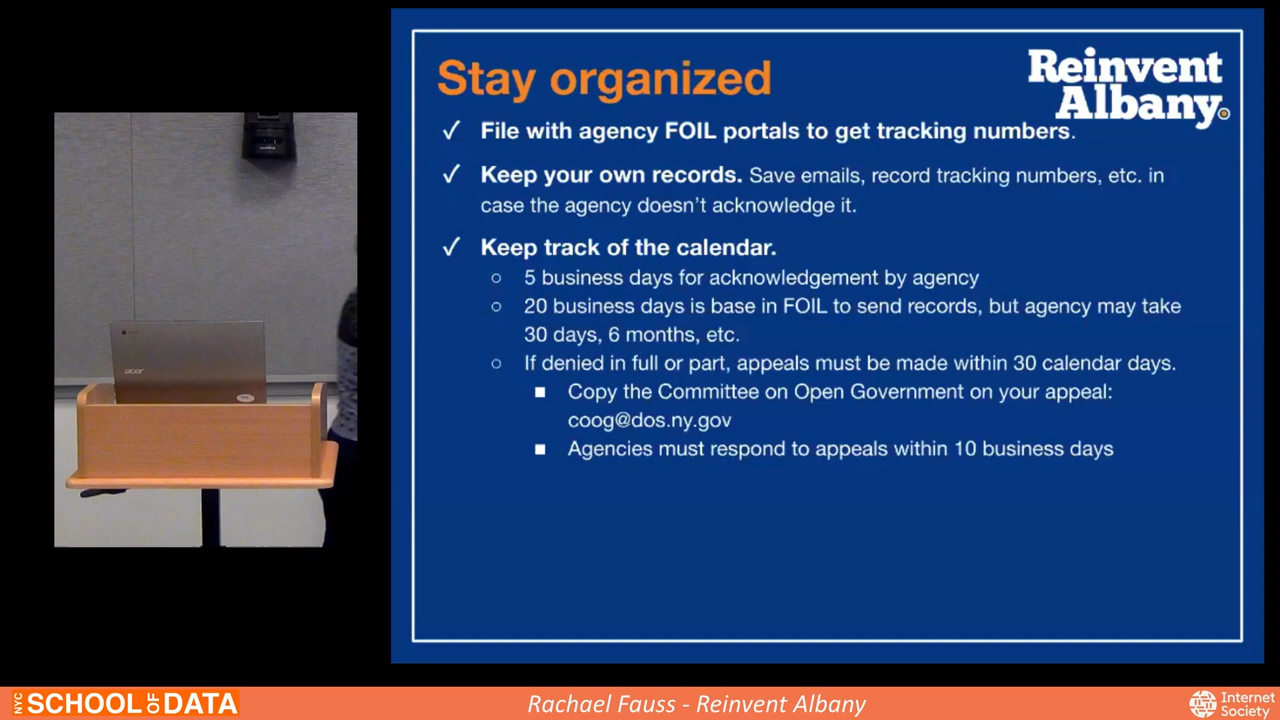 Stay organized
Reinvent
Albany.
✓ File with agency FOIL portals to get tracking numbers.
✓ Keep your own records. Save emails, record tracking numbers, etc. in
case the agency doesn't acknowledge it.
✓ Keep track of the calendar.
○ 5 business days for acknowledgement by agency
○ 20 business days is base in FOIL to send records, but agency may take
30 days, 6 months, etc.
○ If denied in full or part, appeals must be made within 30 calendar days.
■ Copy the Committee on Open Government on your appeal:
coog@dos.ny.gov
■ Agencies must respond to appeals within 10 business days
acer
NYC SCHOOL OF DATA
Rachael Fauss - Reinvent Albany
Internet
Society